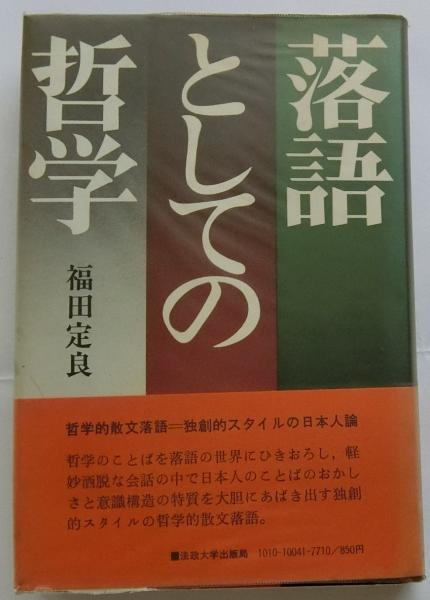 落語
としての
哲学
福田定良
哲学的散文落語=独創的スタイルの日本人論
哲学のことばを落語の世界にひきおろし，軽
妙洒脱な会話の中で日本人のことばのおかし
さと意識構造の特質を大胆にあばき出す独創
的スタイルの哲学的散文落語。
■法政大学出版局 1010-10041-7710/850円